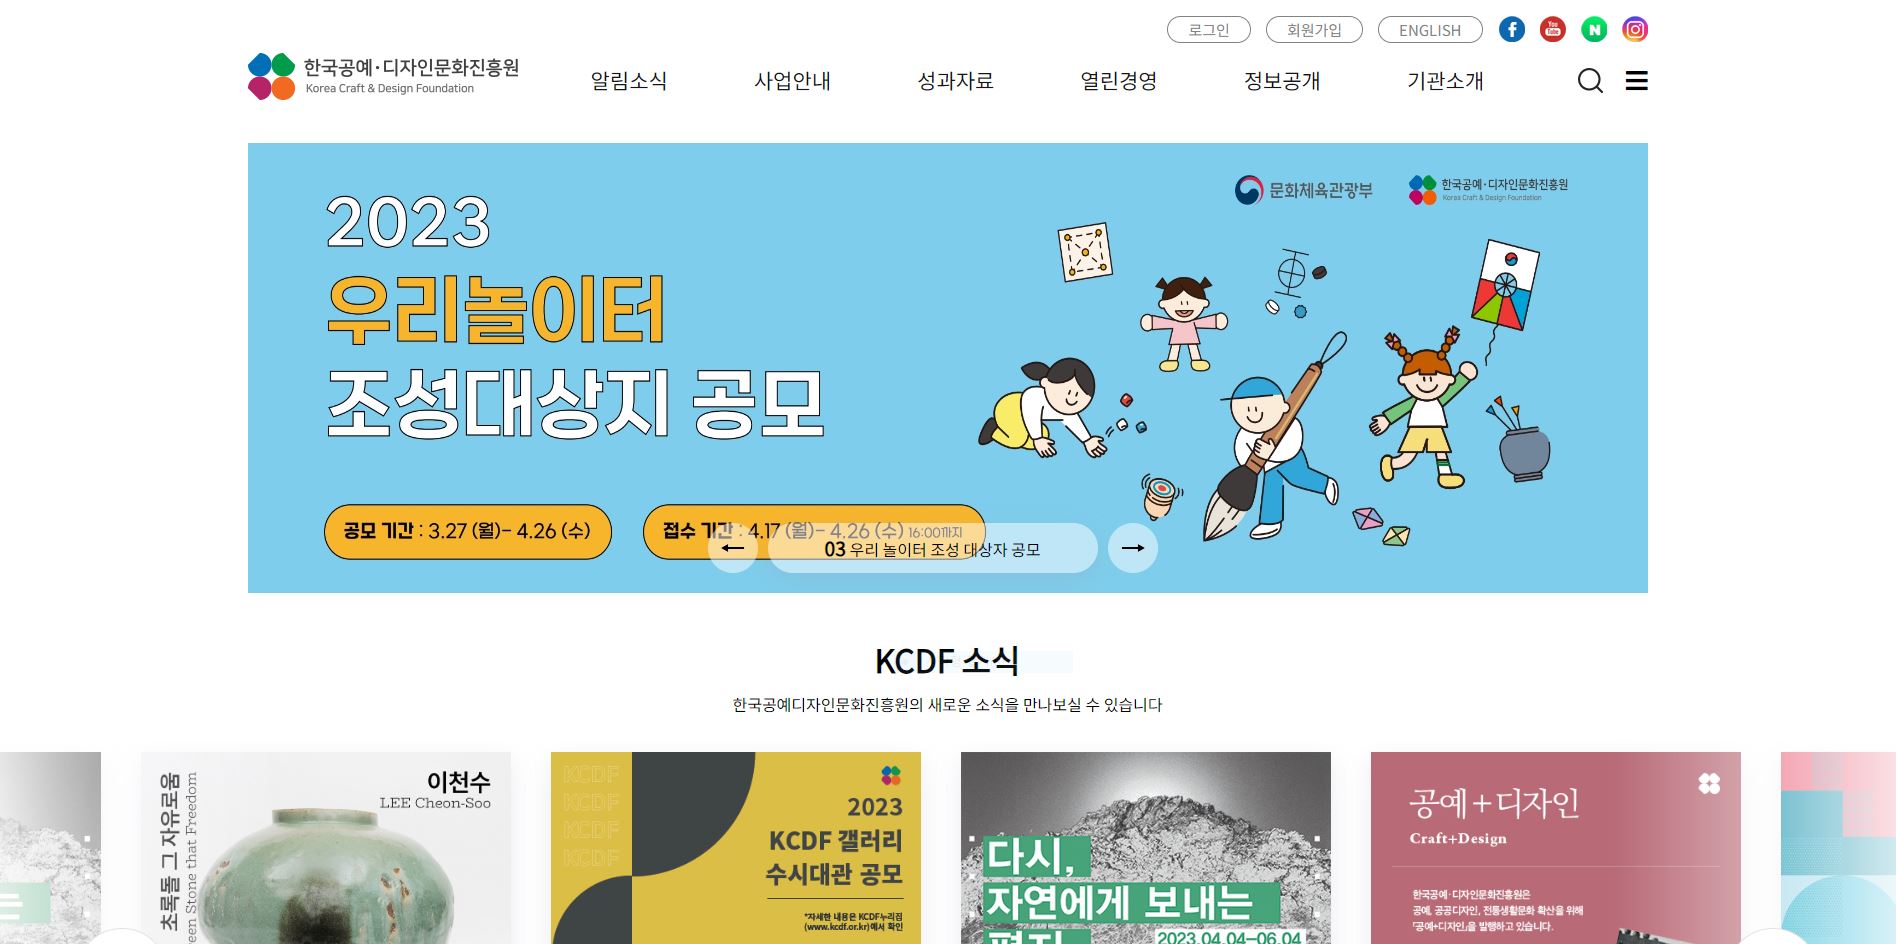 로그인
회원가입
ENGLISH
한국공예·디자인문화진흥원
Korea Craft & Design Foundation
알림소식
사업안내
성과자료
열린경영
정보공개
기관소개
문화체육관광부
한국공예·디자인문화진흥원
Korea Craft & Design Foundation
2023
우리놀이터
조성대상지 공모
공모 기간 : 3.27 (월)– 4.26 (수)
접수 기간 : 4.17 (월)– 4.26 (수) 16:00까지
03 우리 놀이터 조성 대상자 공모
KCDF 소식
한국공예디자인문화진흥원의 새로운 소식을 만나보실 수 있습니다
초록돌 그 자유로움
een Stone that Freedom
이천수
LEE Cheon-Soo
KCDF
KCDF
KCDF
KCDF
2023
KCDF 갤러리
수시대관 공모
*자세한 내용은 KCDF누리집
(www.kcdf.or.kr)에서 확인
다시,
자연에게 보내는
편지
2023.04.04–06.04
공예+디자인
Craft+Design
한국공예·디자인문화진흥원은
공예, 공공디자인, 전통생활문화 확산을 위해
「공예+디자인」을 발행하고 있습니다.